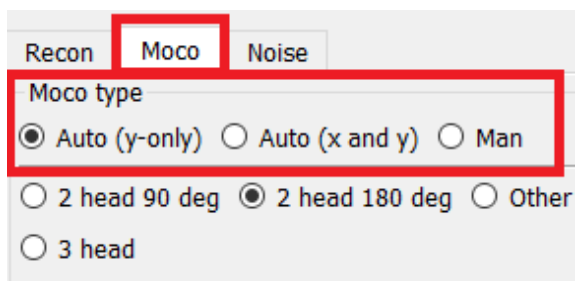 Recon Moco Noise
Moco type
Auto (y-only) Auto (x and y) Man
2 head 90 deg 2 head 180 deg Other
3 head